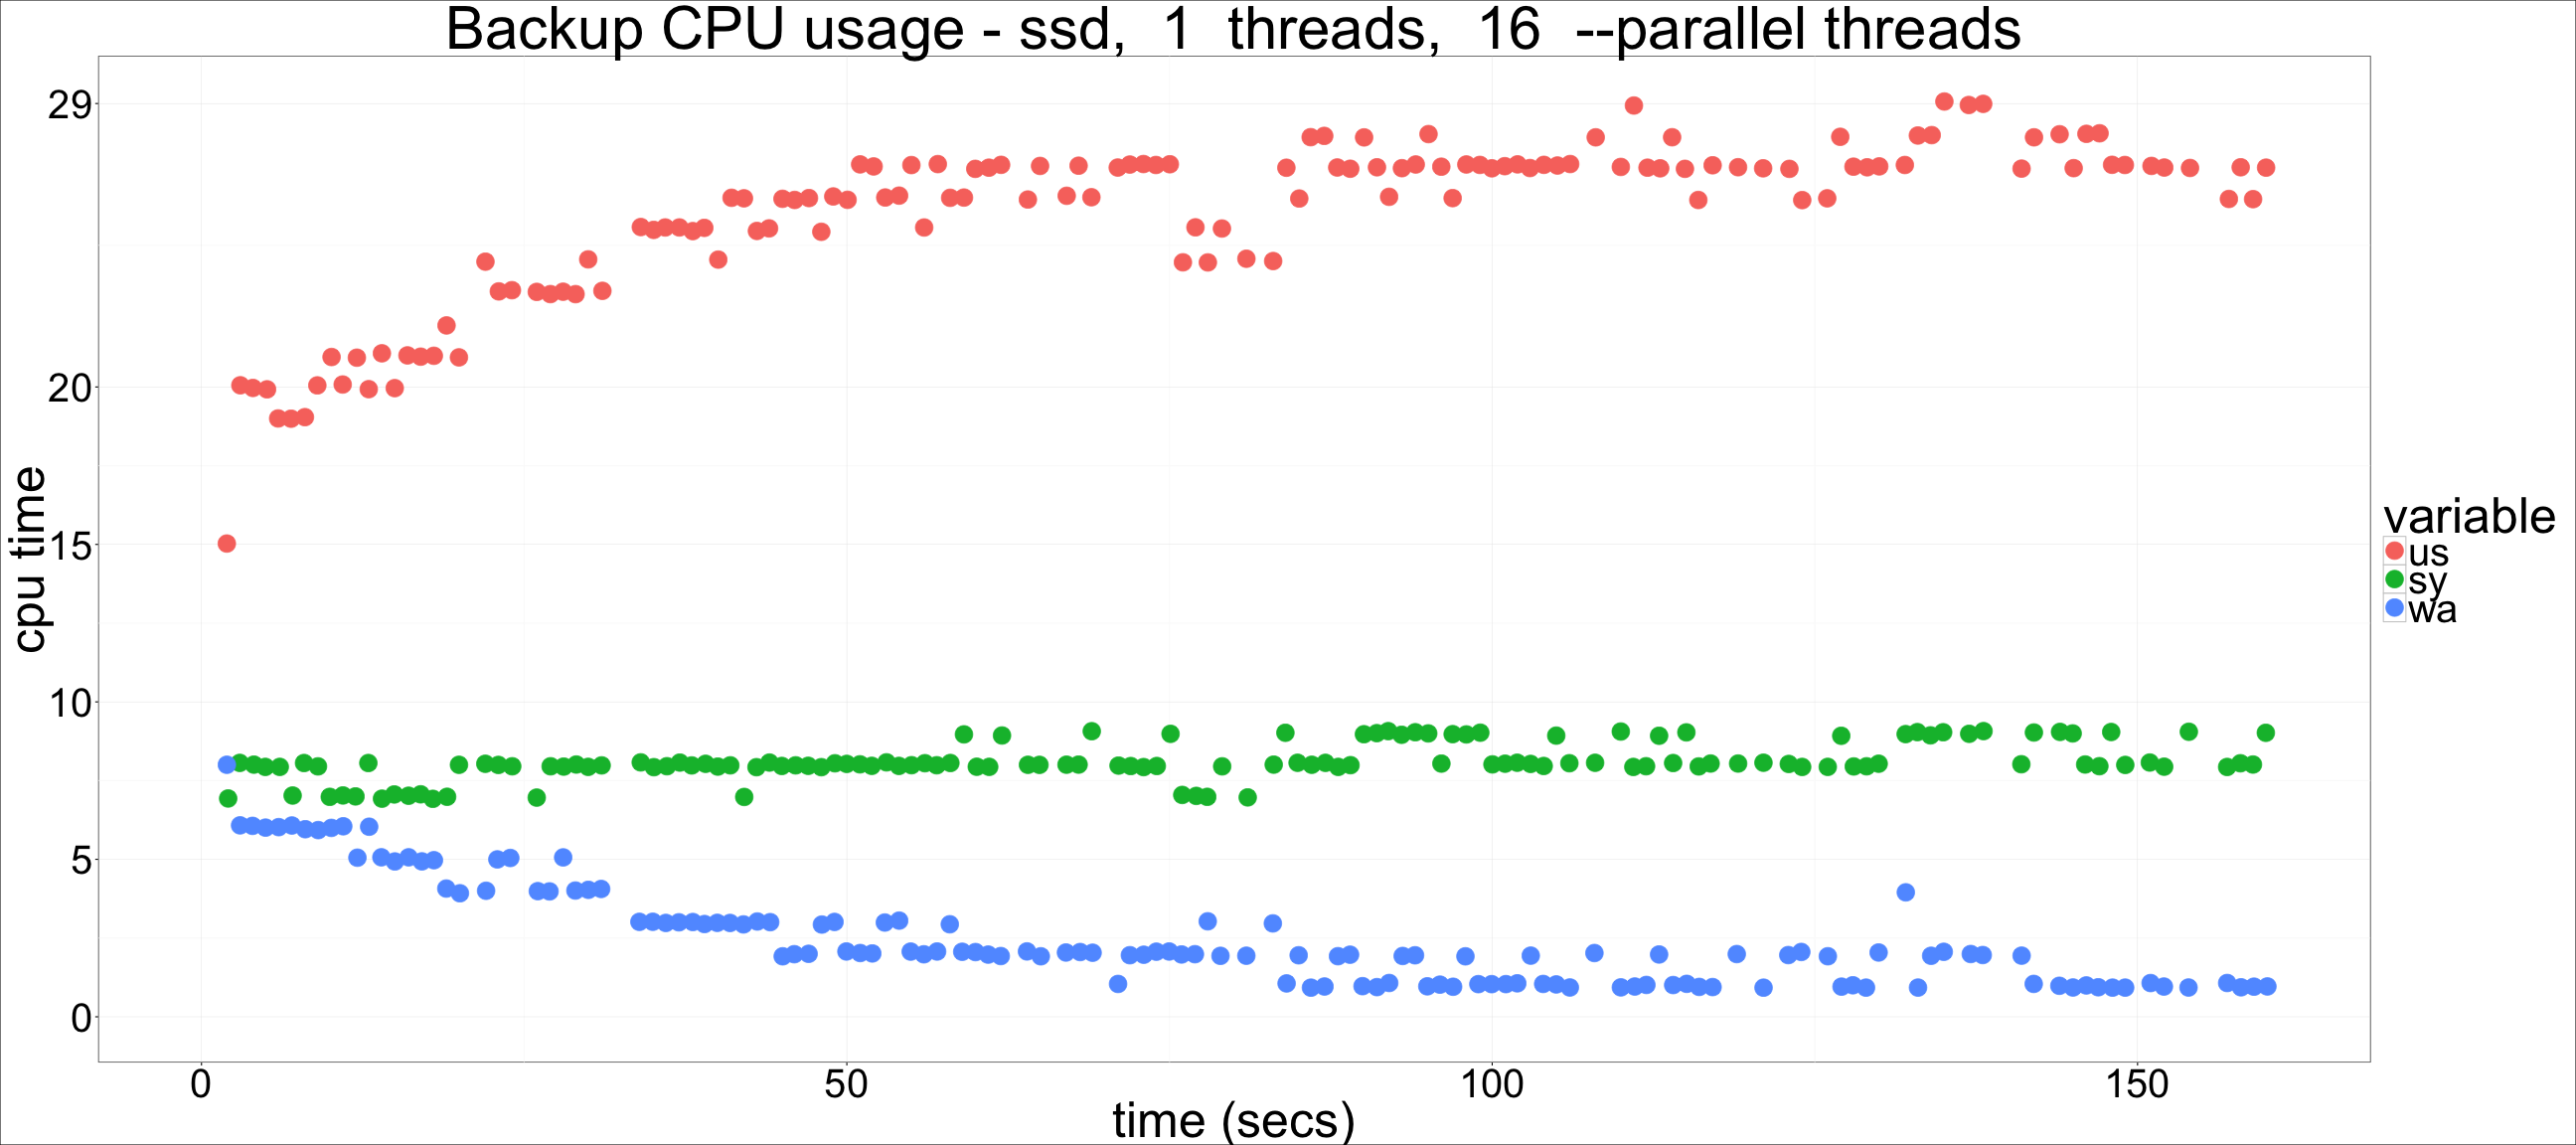 Backup CPU usage - ssd, 1 threads, 16 --parallel threads
29
20
15
10
5
0
cpu time
0 50 100 150
time (secs)
variable
us
sy
wa